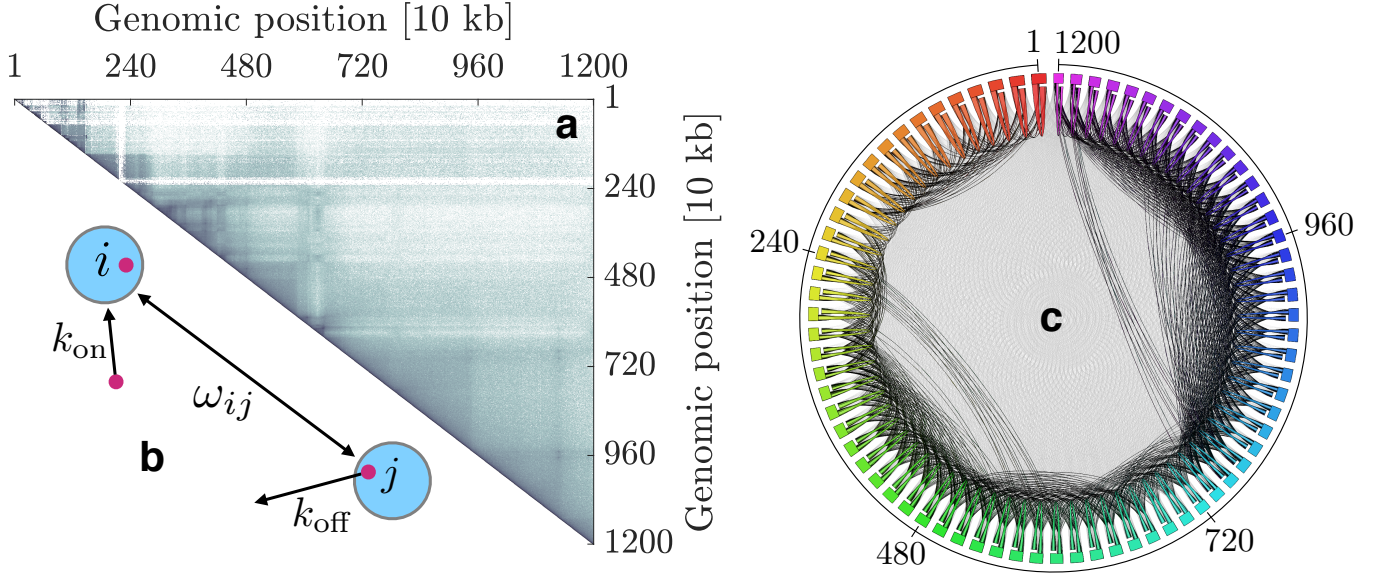 Genomic position [10 kb]
1 240 480 720 960 1200
a
1
240
480
720
960
1200
Genomic position [10 kb]
i
k_on
ω_ij
b
j
k_off
1 1200
240
960
c
480
720